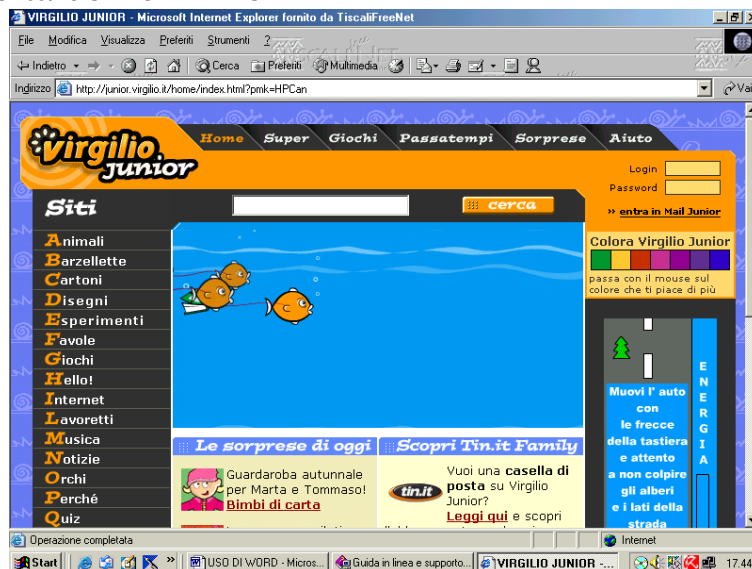 VIRGILIO JUNIOR - Microsoft Internet Explorer fornito da TiscaliFreeNet
File Modifica Visualizza Preferiti Strumenti ?
Indietro Cerca Preferiti Multimedia
Indirizzo http://junior.virgilio.it/home/index.html?pmk=HPCan Vai
Virgilio
junior
Home Super Giochi Passatempi Sorprese Aiuto
Login
Password
» entra in Mail Junior
Siti
cerca
Animali
Barzellette
Cartoni
Disegni
Esperimenti
Favole
Giochi
Hello!
Internet
Lavoretti
Musica
Notizie
Orchi
Perché
Quiz
Colora Virgilio Junior
passa con il mouse sul
colore che ti piace di più
Muovi l' auto
con
le frecce
della tastiera
e attento
a non colpire
gli alberi
e i lati della
strada
ENERGIA
Le sorprese di oggi
Guardaroba autunnale
per Marta e Tommaso!
Bimbi di carta
Scopri Tin.it Family
tin.it
Vuoi una casella di
posta su Virgilio
Junior?
Leggi qui e scopri
Operazione completata
Internet
Start » USO DI WORD - Micros... Guida in linea e supporto... VIRGILIO JUNIOR - ... 17.44